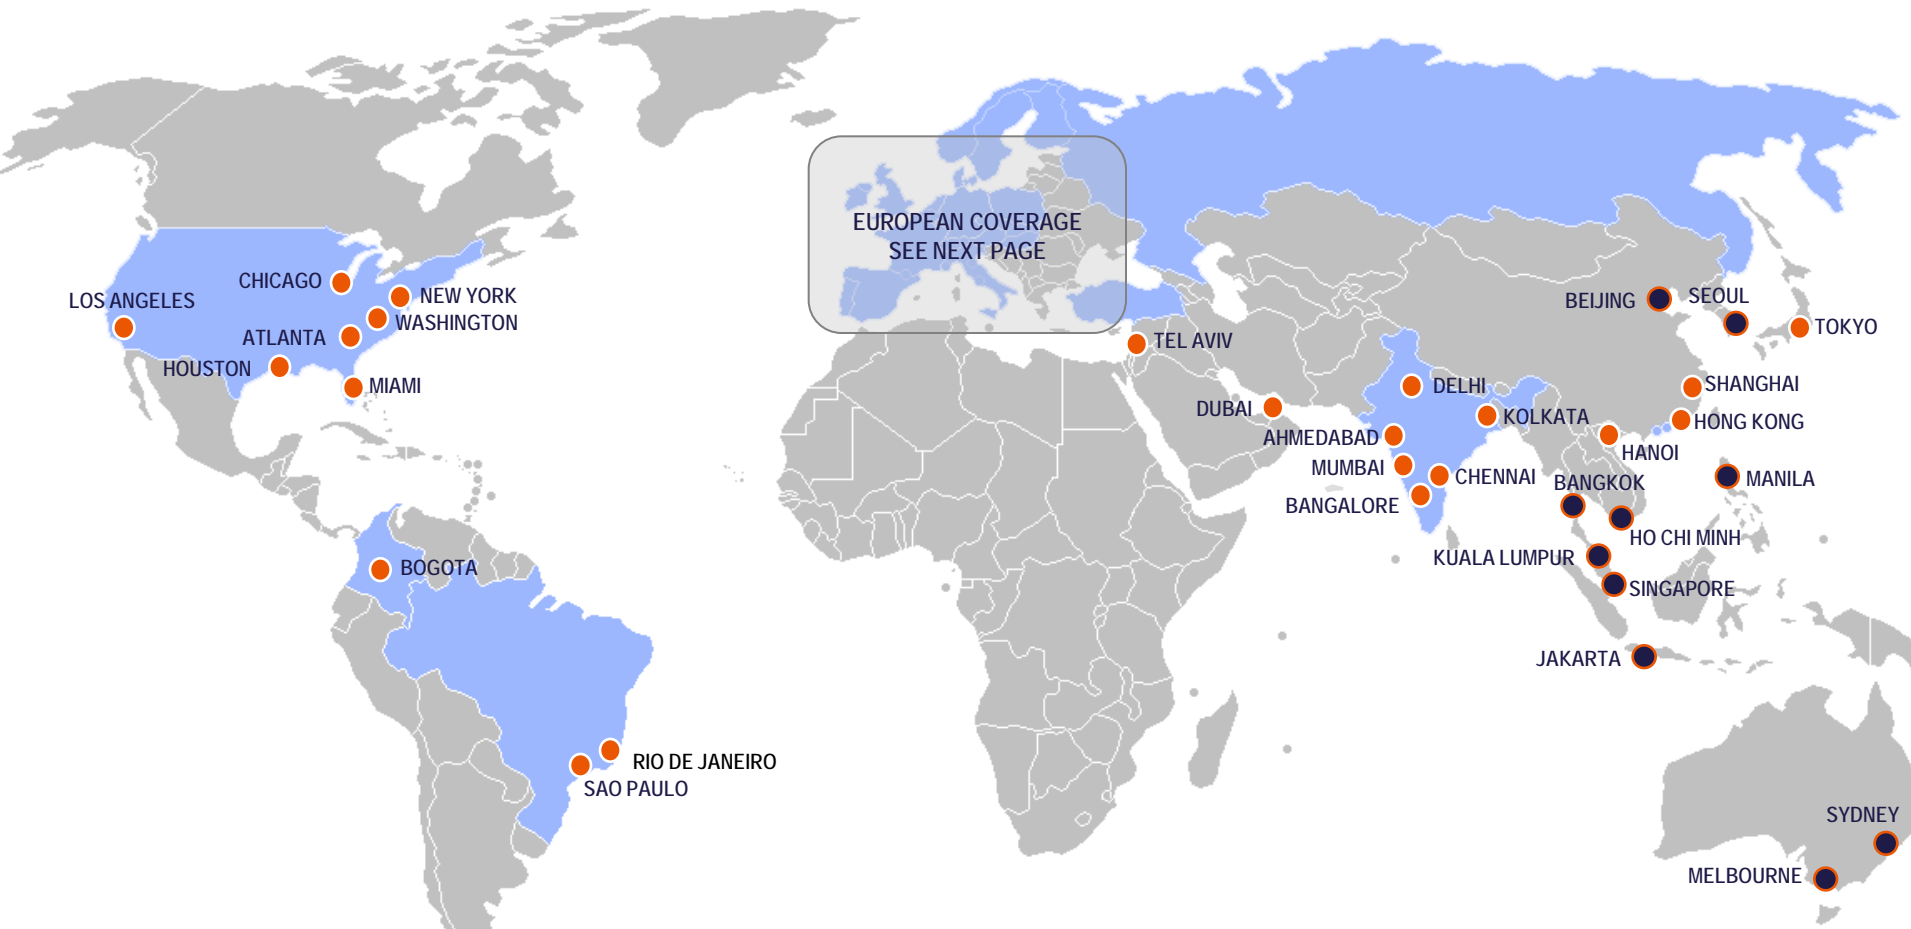 EUROPEAN COVERAGE
SEE NEXT PAGE
CHICAGO
LOS ANGELES
NEW YORK
WASHINGTON
ATLANTA
HOUSTON
MIAMI
BOGOTA
RIO DE JANEIRO
SAO PAULO
TEL AVIV
DUBAI
DELHI
KOLKATA
AHMEDABAD
MUMBAI
CHENNAI
BANGALORE
BEIJING
SEOUL
TOKYO
SHANGHAI
HONG KONG
HANOI
BANGKOK
MANILA
HO CHI MINH
KUALA LUMPUR
SINGAPORE
JAKARTA
SYDNEY
MELBOURNE